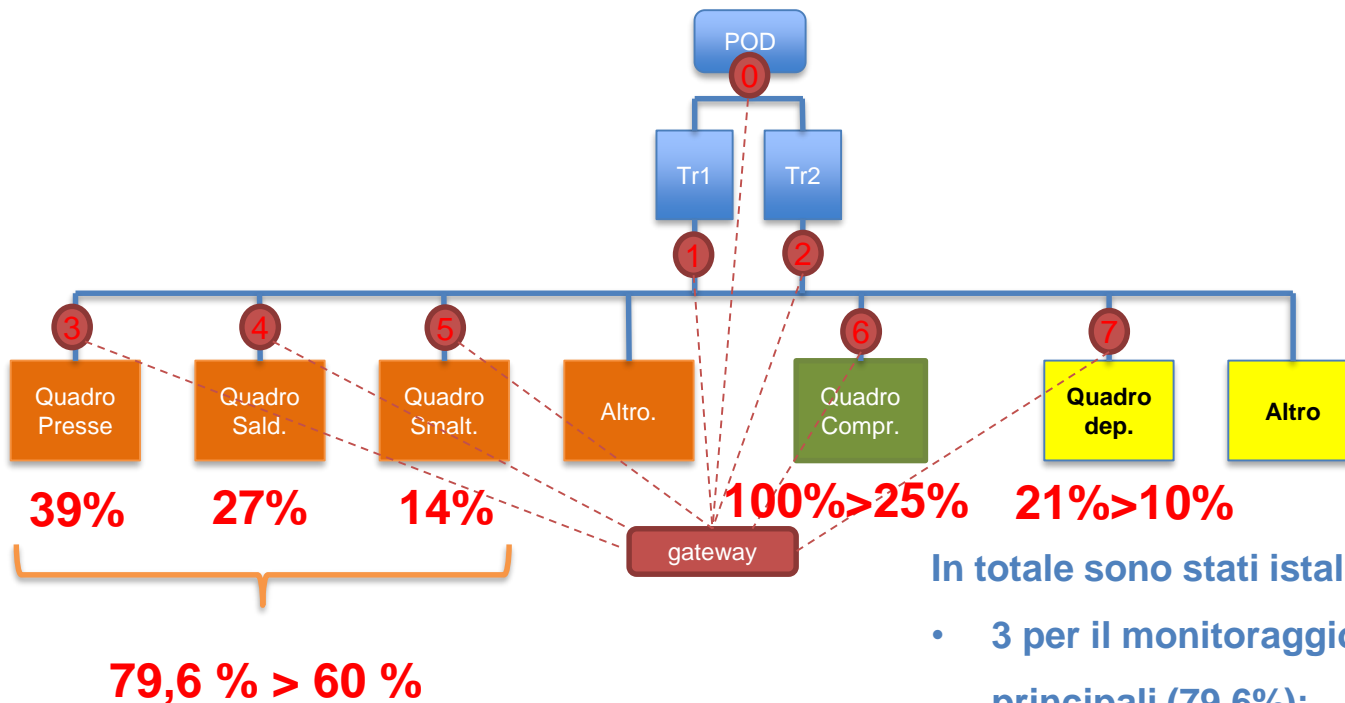 POD
0
Tr1
Tr2
1
2
3
4
5
6
7
Quadro
Presse
Quadro
Sald.
Quadro
Smalt.
Altro.
Quadro
Compr.
Quadro
dep.
Altro
39%
27%
14%
100%>25%
21%>10%
gateway
In totale sono stati istal
• 3 per il monitoraggio
principali (79,6%):
79,6 % > 60 %